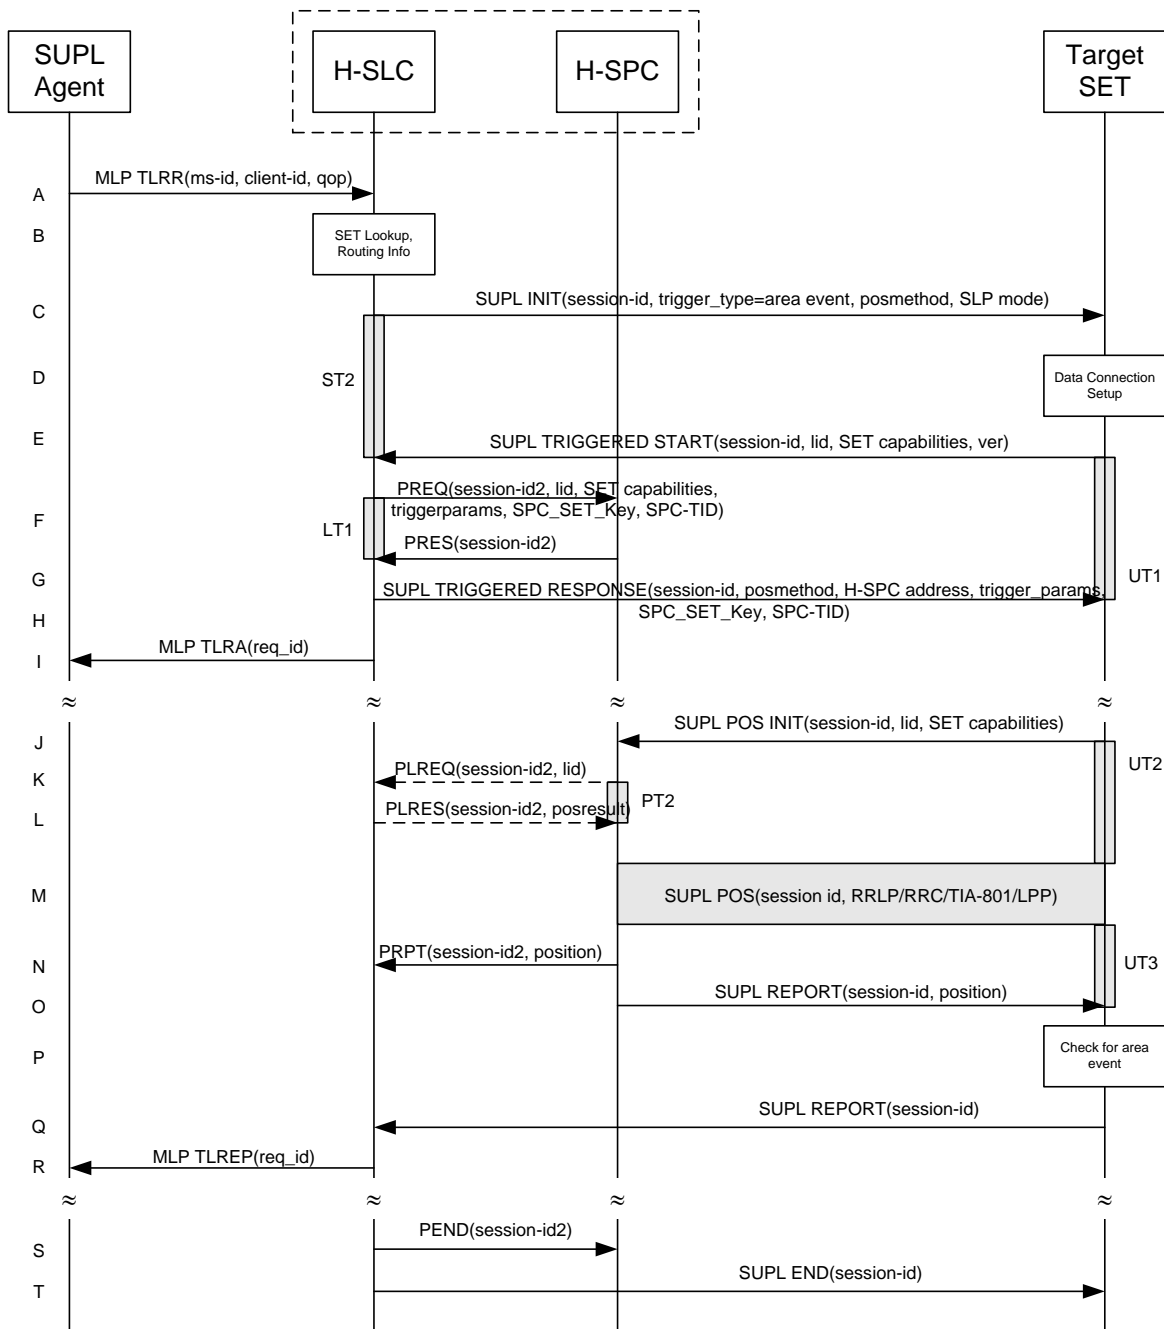 SUPL
Agent
H-SLC
H-SPC
Target
SET
A
MLP TLRR(ms-id, client-id, qop)
B
SET Lookup,
Routing Info
C
SUPL INIT(session-id, trigger_type=area event, posmethod, SLP mode)
D
ST2
Data Connection
Setup
E
SUPL TRIGGERED START(session-id, lid, SET capabilities, ver)
F
LT1
PREQ(session-id2, lid, SET capabilities,
triggerparams, SPC_SET_Key, SPC-TID)
PRES(session-id2)
G
UT1
SUPL TRIGGERED RESPONSE(session-id, posmethod, H-SPC address, trigger_params,
SPC_SET_Key, SPC-TID)
H
I
MLP TLRA(req_id)
≈ ≈ ≈ ≈
J
SUPL POS INIT(session-id, lid, SET capabilities)
UT2
K
PLREQ(session-id2, lid)
PT2
L
PLRES(session-id2, posresult)
M
SUPL POS(session id, RRLP/RRC/TIA-801/LPP)
N
PRPT(session-id2, position)
UT3
O
SUPL REPORT(session-id, position)
P
Check for area
event
Q
SUPL REPORT(session-id)
R
MLP TLREP(req_id)
≈ ≈ ≈ ≈
S
PEND(session-id2)
T
SUPL END(session-id)